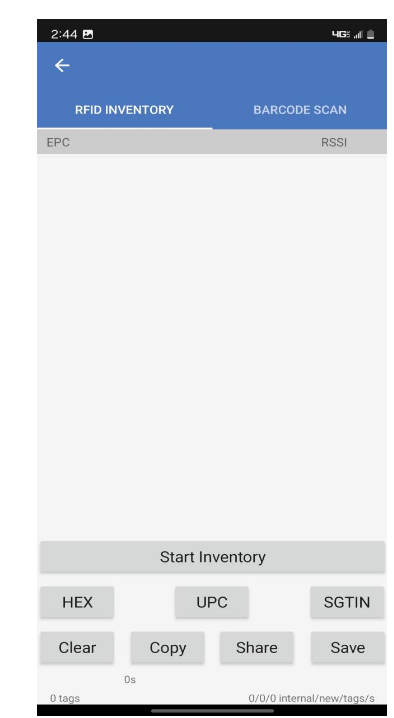 2:44 4GE
RFID INVENTORY BARCODE SCAN
EPC RSSI
Start Inventory
HEX UPC SGTIN
Clear Copy Share Save
0s
0 tags 0/0/0 internal/new/tags/s